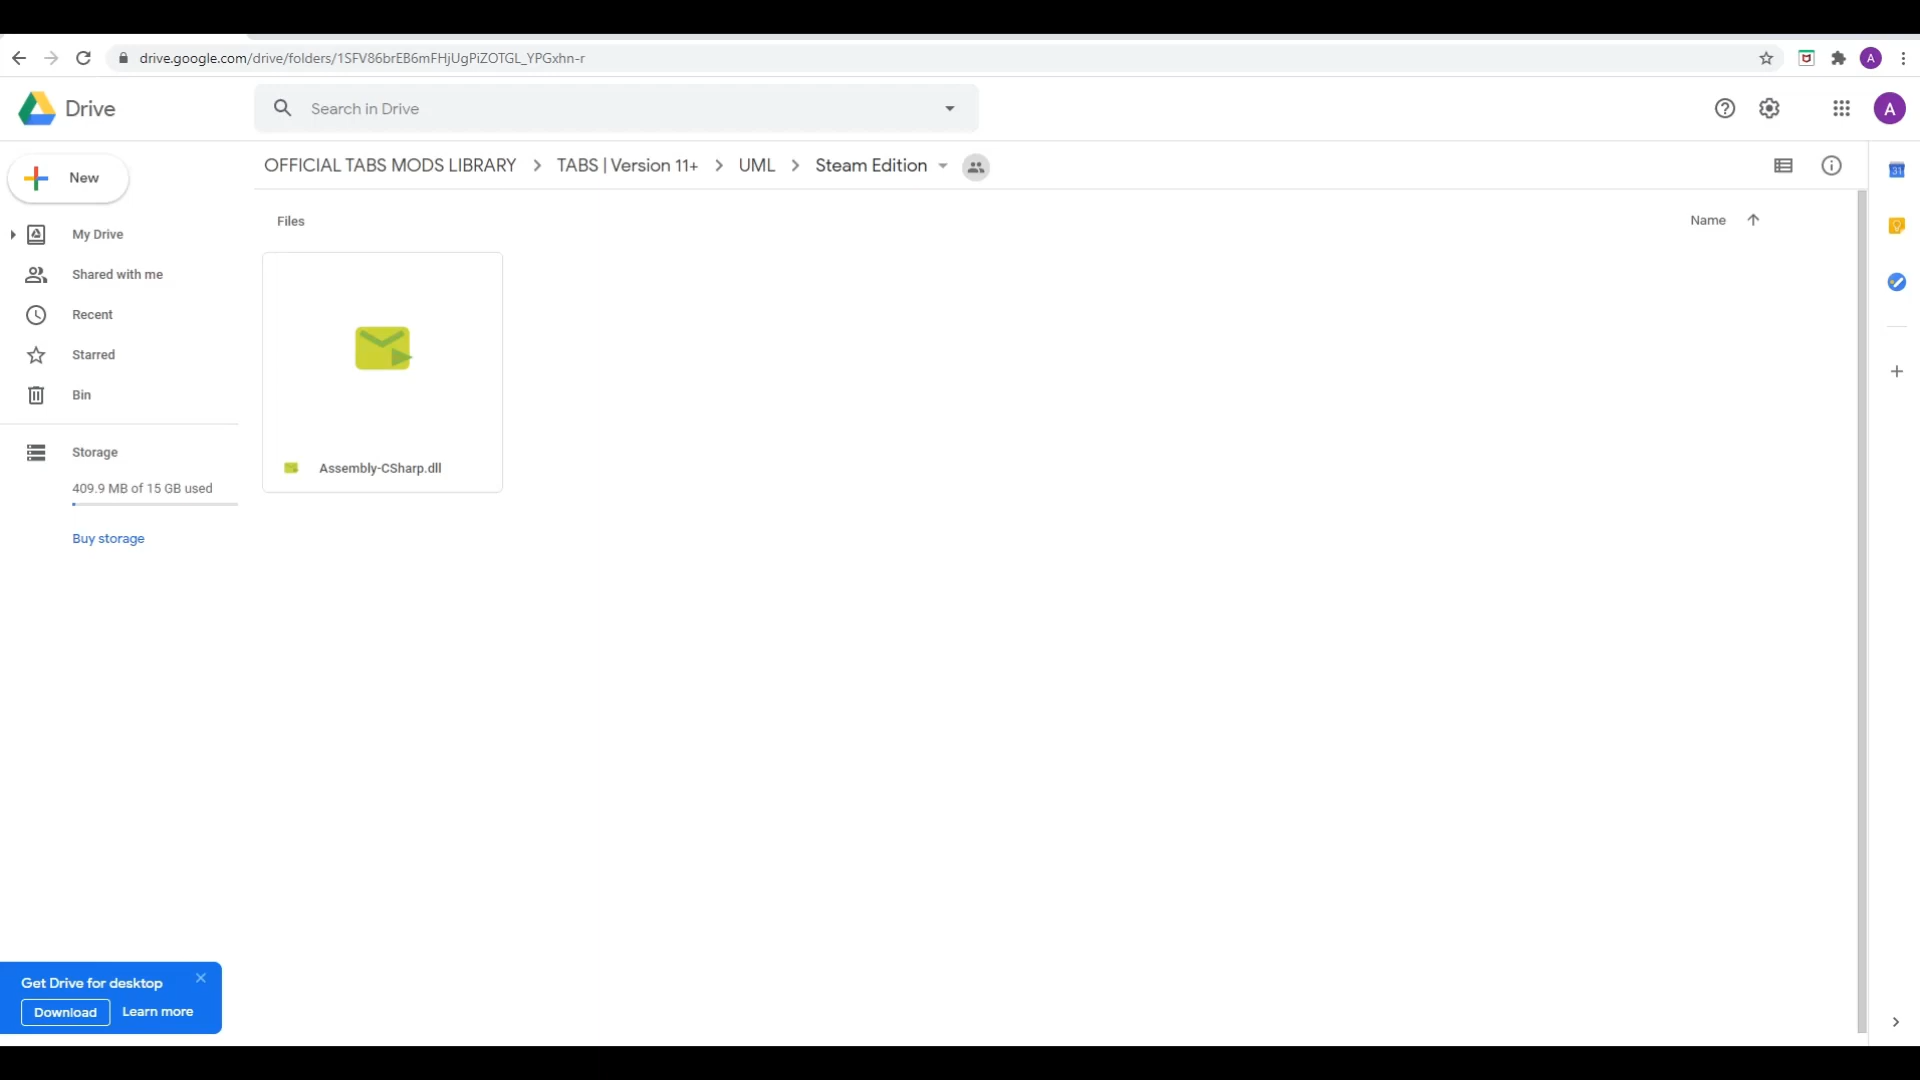 drive.google.com/drive/folders/1SFV86brEB6mFHjUgPiZOTGL_YPGxhn-r
A
Drive
Search in Drive
A
New
OFFICIAL TABS MODS LIBRARY > TABS | Version 11+ > UML > Steam Edition
31
My Drive
Files
Name
Shared with me
Recent
Starred
Bin
Storage
Assembly-CSharp.dll
409.9 MB of 15 GB used
Buy storage
Get Drive for desktop
Download
Learn more